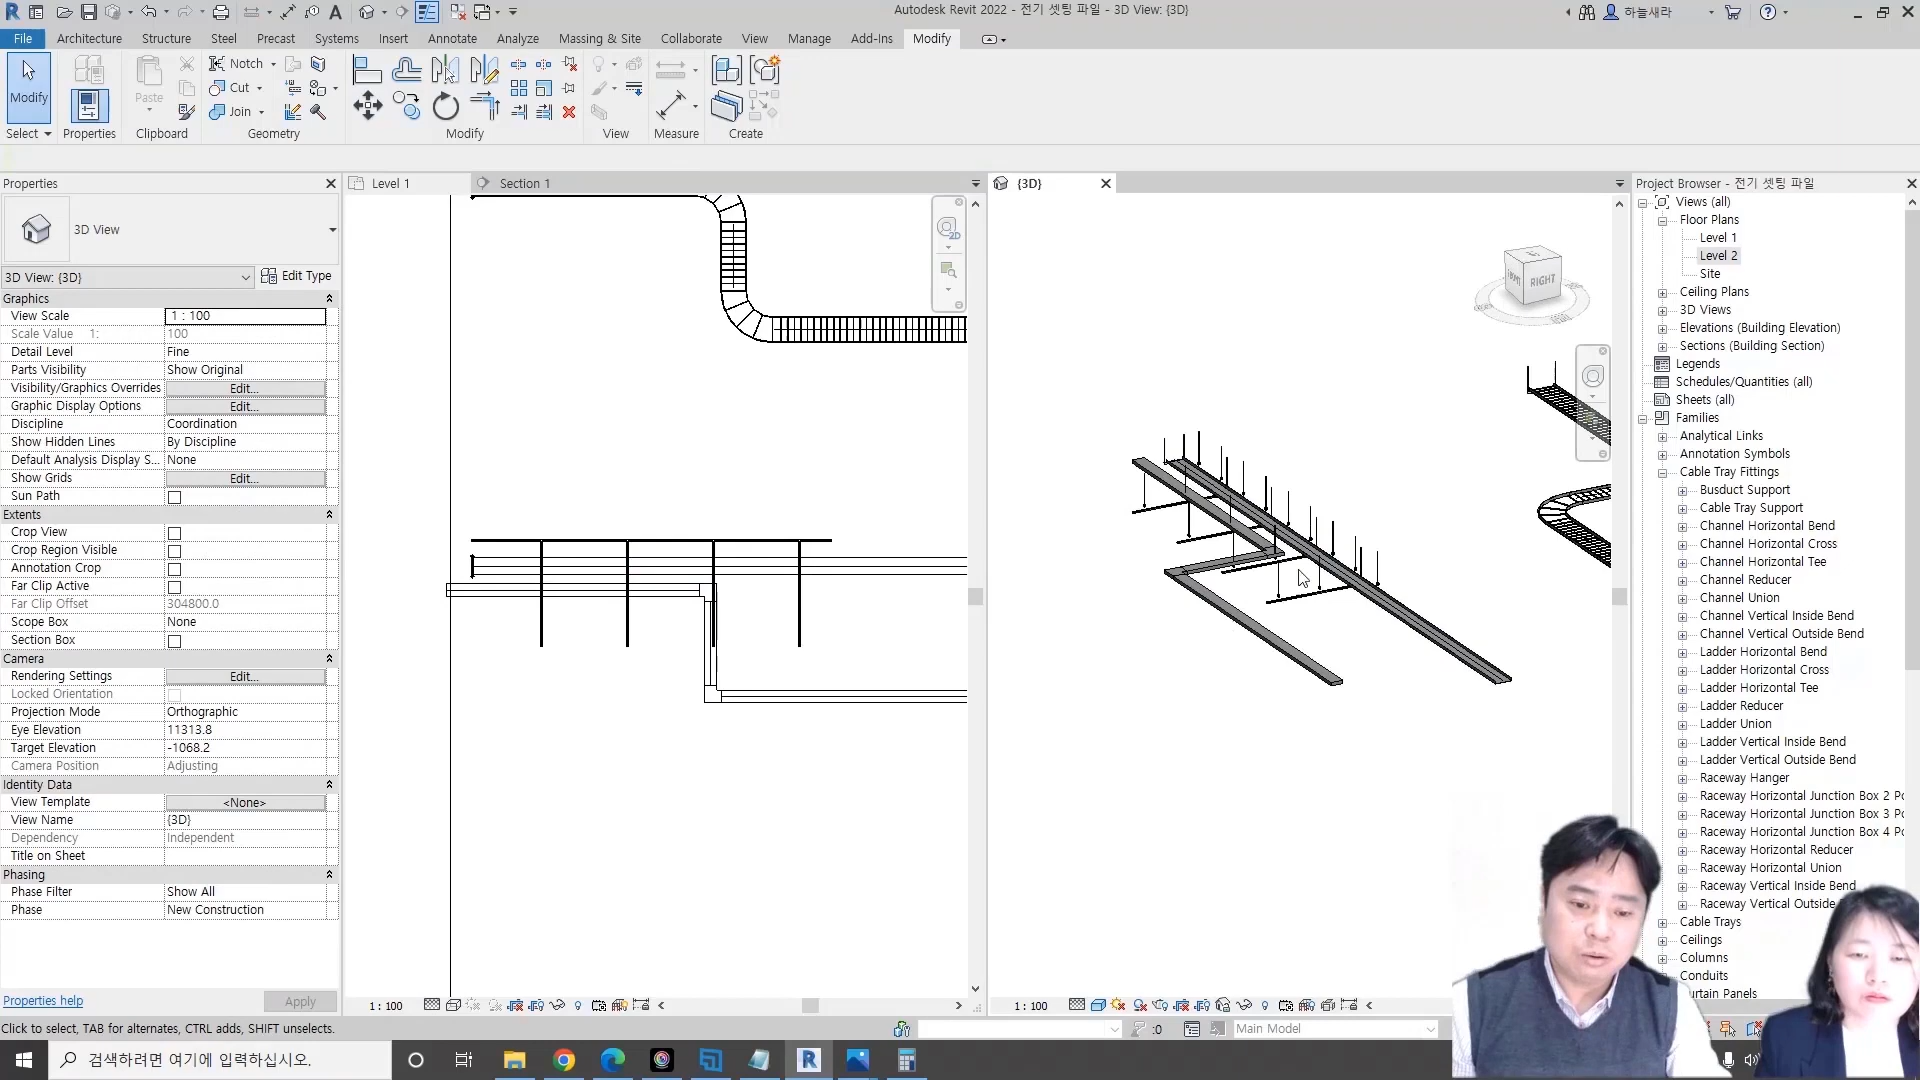 Autodesk Revit 2022 - 전기 셋팅 파일 - 3D View: {3D}
하늘새라
File Architecture Structure Steel Precast Systems Insert Annotate Analyze Massing & Site Collaborate View Manage Add-Ins Modify
Modify
Paste
Notch
Cut
Join
Select Properties Clipboard Geometry Modify View Measure Create
Properties
3D View
3D View: {3D}
Edit Type
Graphics
View Scale 1 : 100
Scale Value 1: 100
Detail Level Fine
Parts Visibility Show Original
Visibility/Graphics Overrides Edit...
Graphic Display Options Edit...
Discipline Coordination
Show Hidden Lines By Discipline
Default Analysis Display S... None
Show Grids Edit...
Sun Path
Extents
Crop View
Crop Region Visible
Annotation Crop
Far Clip Active
Far Clip Offset 304800.0
Scope Box None
Section Box
Camera
Rendering Settings Edit...
Locked Orientation
Projection Mode Orthographic
Eye Elevation 11313.8
Target Elevation -1068.2
Camera Position Adjusting
Identity Data
View Template <None>
View Name {3D}
Dependency Independent
Title on Sheet
Phasing
Phase Filter Show All
Phase New Construction
Properties help
Apply
Level 1
Section 1
2D
1 : 100
{3D}
RIGHT
1 : 100
Project Browser - 전기 셋팅 파일
Views (all)
Floor Plans
Level 1
Level 2
Site
Ceiling Plans
3D Views
Elevations (Building Elevation)
Sections (Building Section)
Legends
Schedules/Quantities (all)
Sheets (all)
Families
Analytical Links
Annotation Symbols
Cable Tray Fittings
Busduct Support
Cable Tray Support
Channel Horizontal Bend
Channel Horizontal Cross
Channel Horizontal Tee
Channel Reducer
Channel Union
Channel Vertical Inside Bend
Channel Vertical Outside Bend
Ladder Horizontal Bend
Ladder Horizontal Cross
Ladder Horizontal Tee
Ladder Reducer
Ladder Union
Ladder Vertical Inside Bend
Ladder Vertical Outside Bend
Raceway Hanger
Raceway Horizontal Junction Box 2 Po
Raceway Horizontal Junction Box 3 Po
Raceway Horizontal Junction Box 4 Po
Raceway Horizontal Reducer
Raceway Horizontal Union
Raceway Vertical Inside Bend
Raceway Vertical Outside
Cable Trays
Ceilings
Columns
Conduits
urtain Panels
Click to select, TAB for alternates, CTRL adds, SHIFT unselects.
:0
Main Model
검색하려면 여기에 입력하십시오.